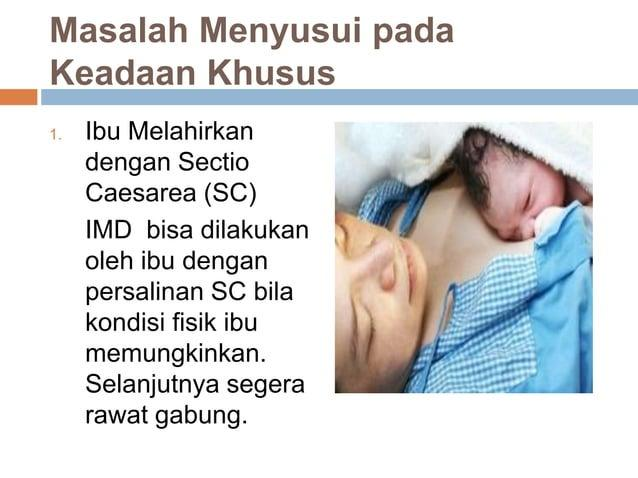 Masalah Menyusui pada
Keadaan Khusus
1. Ibu Melahirkan
dengan Sectio
Caesarea (SC)
IMD bisa dilakukan
oleh ibu dengan
persalinan SC bila
kondisi fisik ibu
memungkinkan.
Selanjutnya segera
rawat gabung.